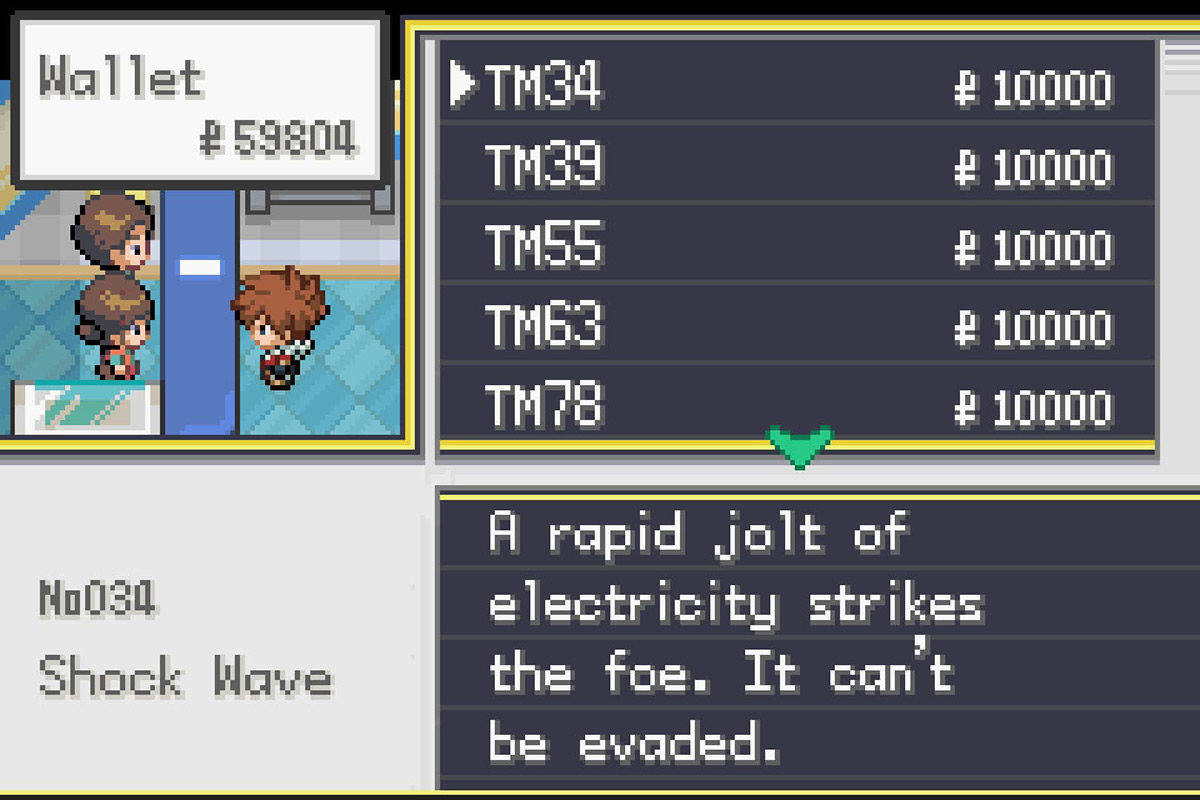 Wallet
₽ 59804
TM34 ₽ 10000
TM39 ₽ 10000
TM55 ₽ 10000
TM63 ₽ 10000
TM78 ₽ 10000
No034
Shock Wave
A rapid jolt of
electricity strikes
the foe. It can't
be evaded.